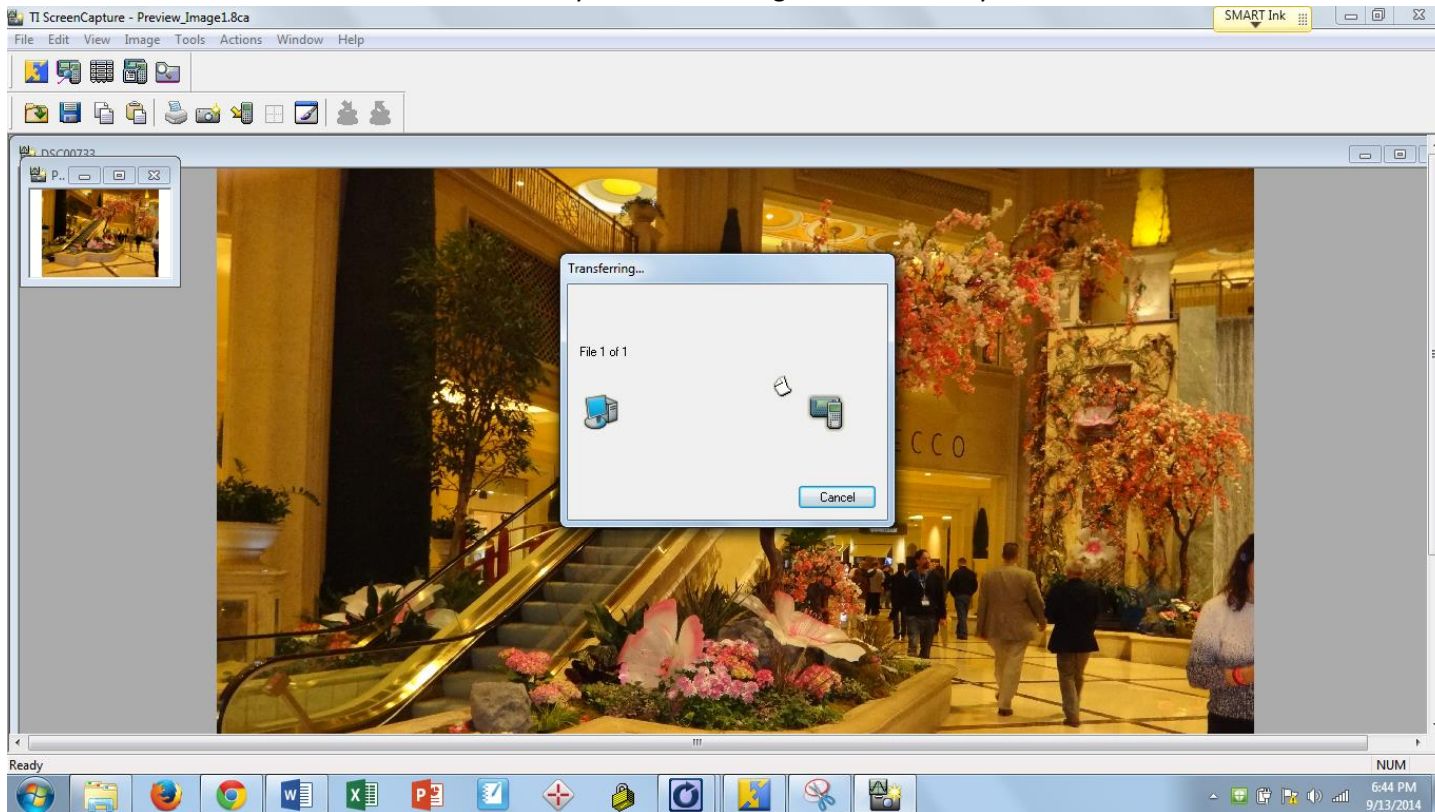 TI ScreenCapture - Preview_Image1.8ca
SMART Ink
File Edit View Image Tools Actions Window Help
DSC00733
P..
Transferring...
File 1 of 1
Cancel
ECCO
Ready
NUM
6:44 PM
9/13/2014